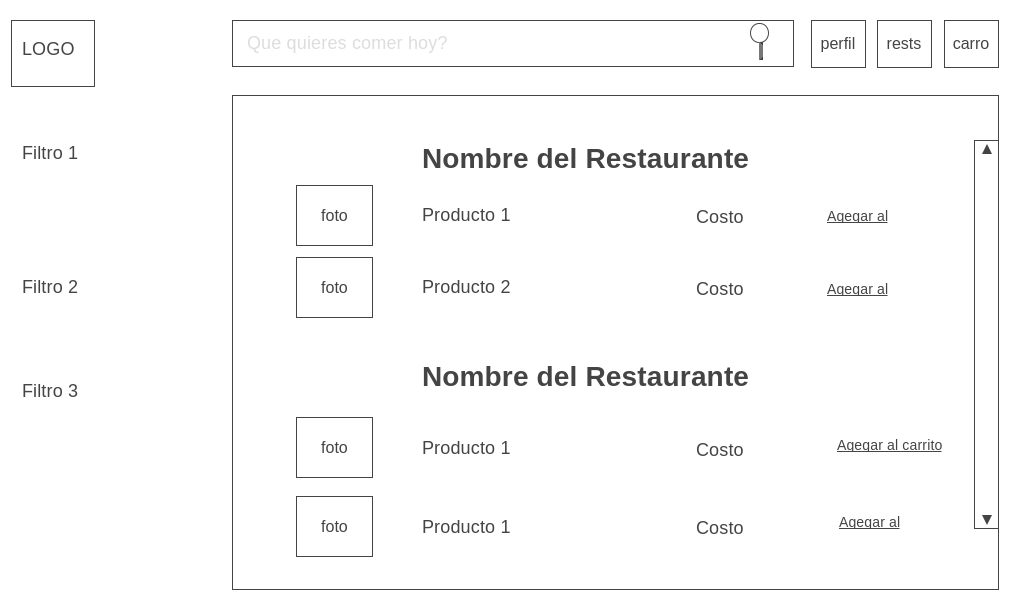 LOGO
Que quieres comer hoy?
perfil
rests
carro
Filtro 1
Filtro 2
Filtro 3
Nombre del Restaurante
foto
Producto 1
Costo
Agegar al
foto
Producto 2
Costo
Agegar al
Nombre del Restaurante
foto
Producto 1
Costo
Agegar al carrito
foto
Producto 1
Costo
Agegar al